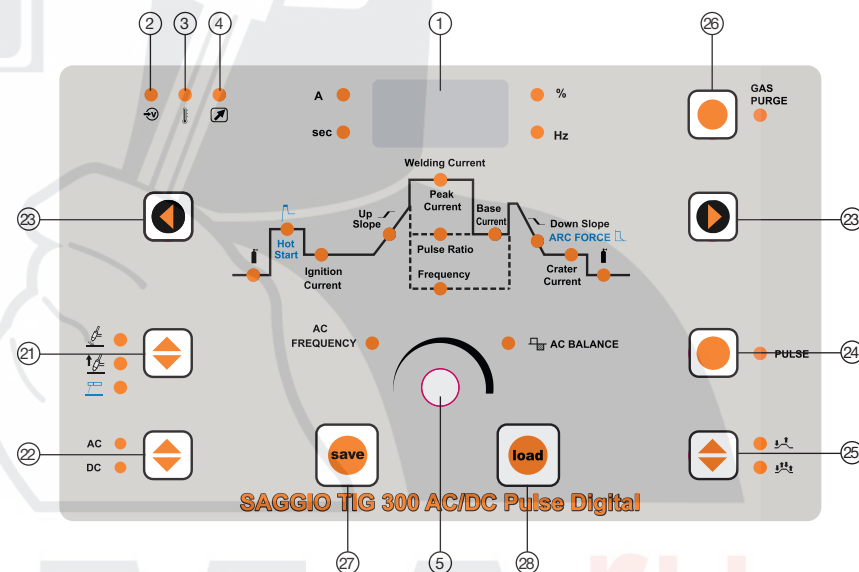 2 3 4 1 26
A %
sec Hz
GAS
PURGE
Welding Current
Peak
Current
Up
Slope
Base
Current
Down Slope
ARC FORCE
Hot
Start
Pulse Ratio
Ignition
Current
Frequency
Crater
Current
23 23
AC
FREQUENCY
AC BALANCE
21
PULSE
24
22
AC
DC
save
load
25
SAGGIO TIG 300 AC/DC Pulse Digital
27 5 28